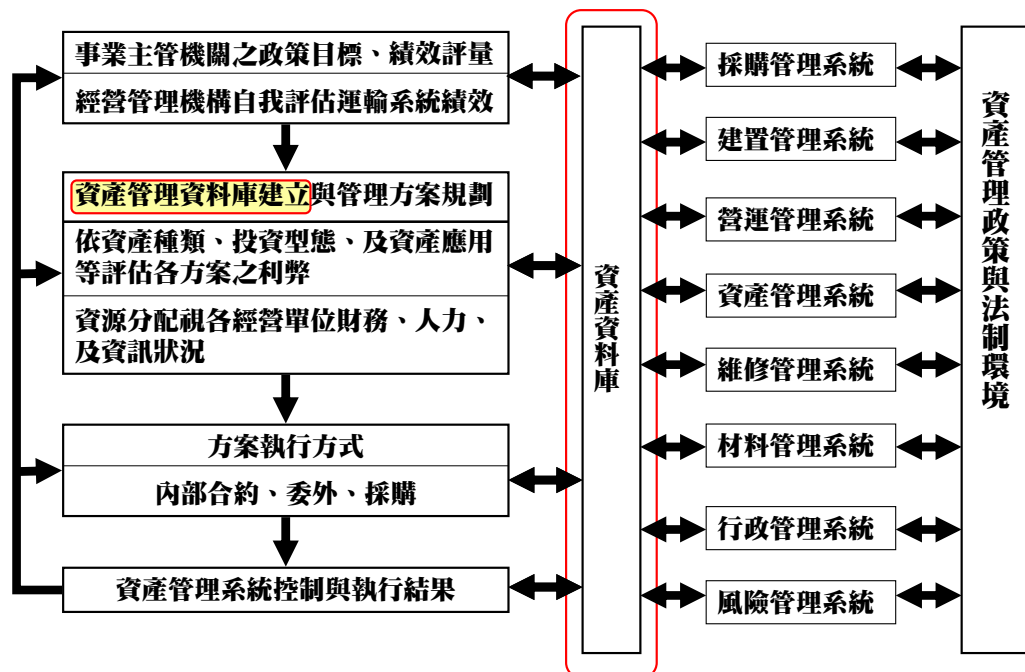 事業主管機關之政策目標、績效評量
經營管理機構自我評估運輸系統績效
資產管理資料庫建立與管理方案規劃
依資產種類、投資型態、及資產應用
等評估各方案之利弊
資源分配視各經營單位財務、人力、
及資訊狀況
方案執行方式
內部合約、委外、採購
資產管理系統控制與執行結果
資產資料庫
採購管理系統
建置管理系統
營運管理系統
資產管理系統
維修管理系統
材料管理系統
行政管理系統
風險管理系統
資產管理政策與法制環境